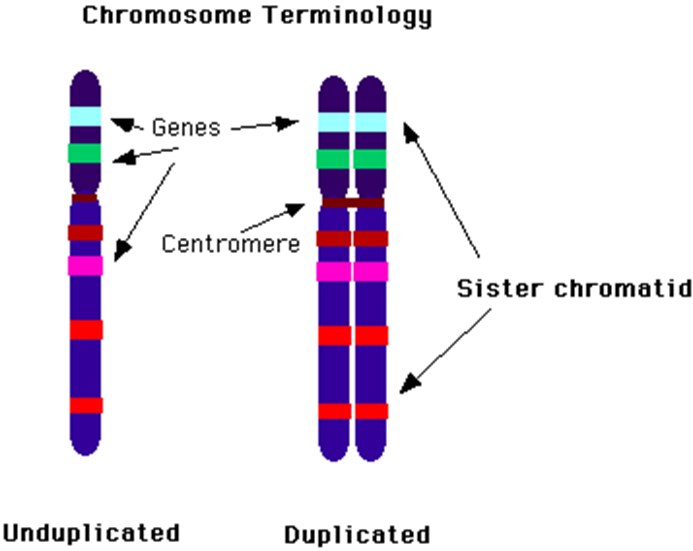 Chromosome Terminology
Genes
Centromere
Sister chromatid
Unduplicated
Duplicated